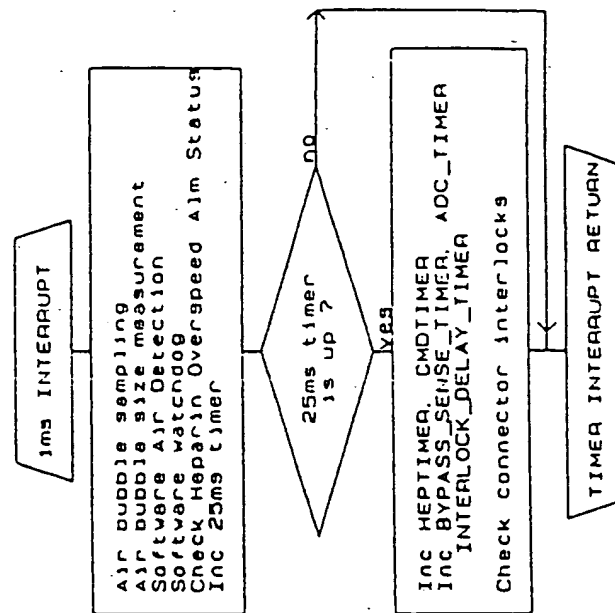 1ms INTERRUPT
Air bubble sampling
Air bubble size measurement
Software Air Detection
Software watchdog
Check Heparin Overspeed Alm Status
Inc 25ms timer
25ms timer
is up ?
no
yes
Inc HEPTIMER, CMDTIMER
Inc BYPASS_SENSE_TIMER, ADC_TIMER
INTERLOCK_DELAY_TIMER
Check connector interlocks
TIMER INTERRUPT RETURN